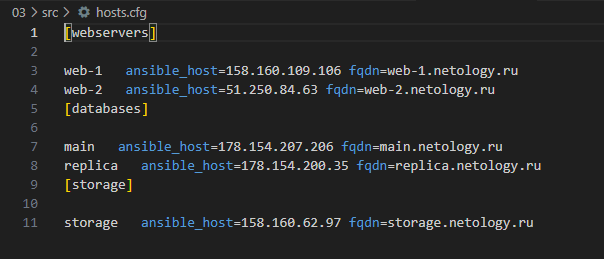 03 > src > hosts.cfg
1 [webservers]
2
3 web-1 ansible_host=158.160.109.106 fqdn=web-1.netology.ru
4 web-2 ansible_host=51.250.84.63 fqdn=web-2.netology.ru
5 [databases]
6
7 main ansible_host=178.154.207.206 fqdn=main.netology.ru
8 replica ansible_host=178.154.200.35 fqdn=replica.netology.ru
9 [storage]
10
11 storage ansible_host=158.160.62.97 fqdn=storage.netology.ru